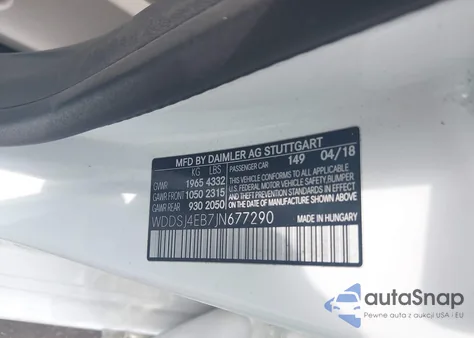 MFD BY DAIMLER AG STUTTGART
KG LBS PASSENGER CAR 149 04/18
GVWR 1965 4332
GAWR FRONT 1050 2315
GAWR REAR 930 2050
THIS VEHICLE CONFORMS TO ALL APPLICABLE
U.S. FEDERAL MOTOR VEHICLE SAFETY, BUMPER,
AND THEFT PREVENTION STANDARDS IN EFFECT
ON THE DATE OF MANUFACTURE SHOWN ABOVE.
WDDSJ4EB7JN677290 MADE IN HUNGARY
autoSnap
Pewne auta z aukcji USA i EU